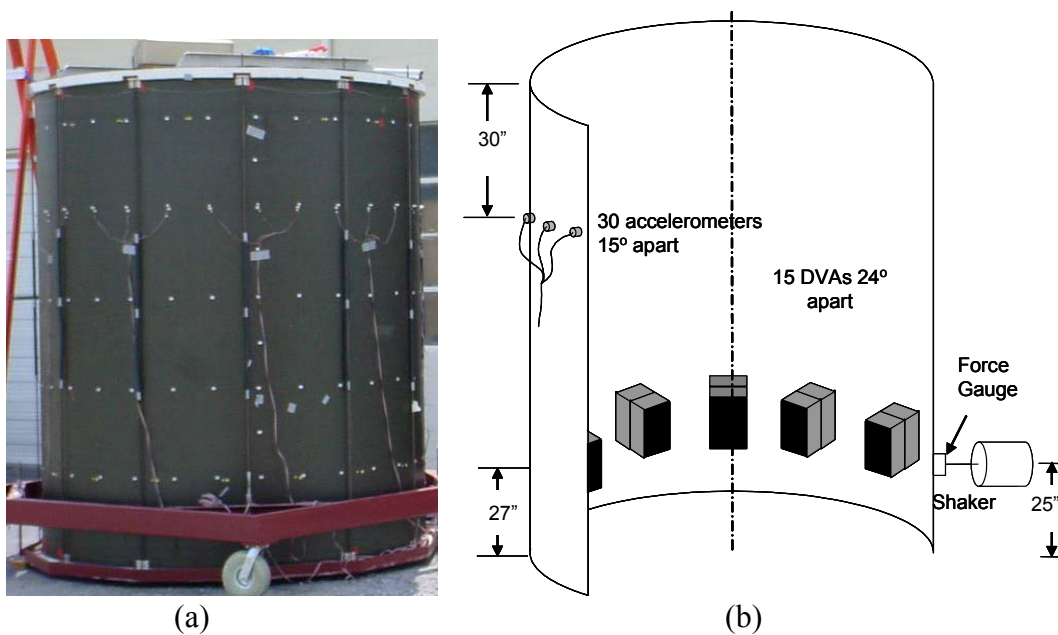 30”
30 accelerometers
15º apart
15 DVAs 24º
apart
Force
Gauge
27”
Shaker
25”
(a)
(b)